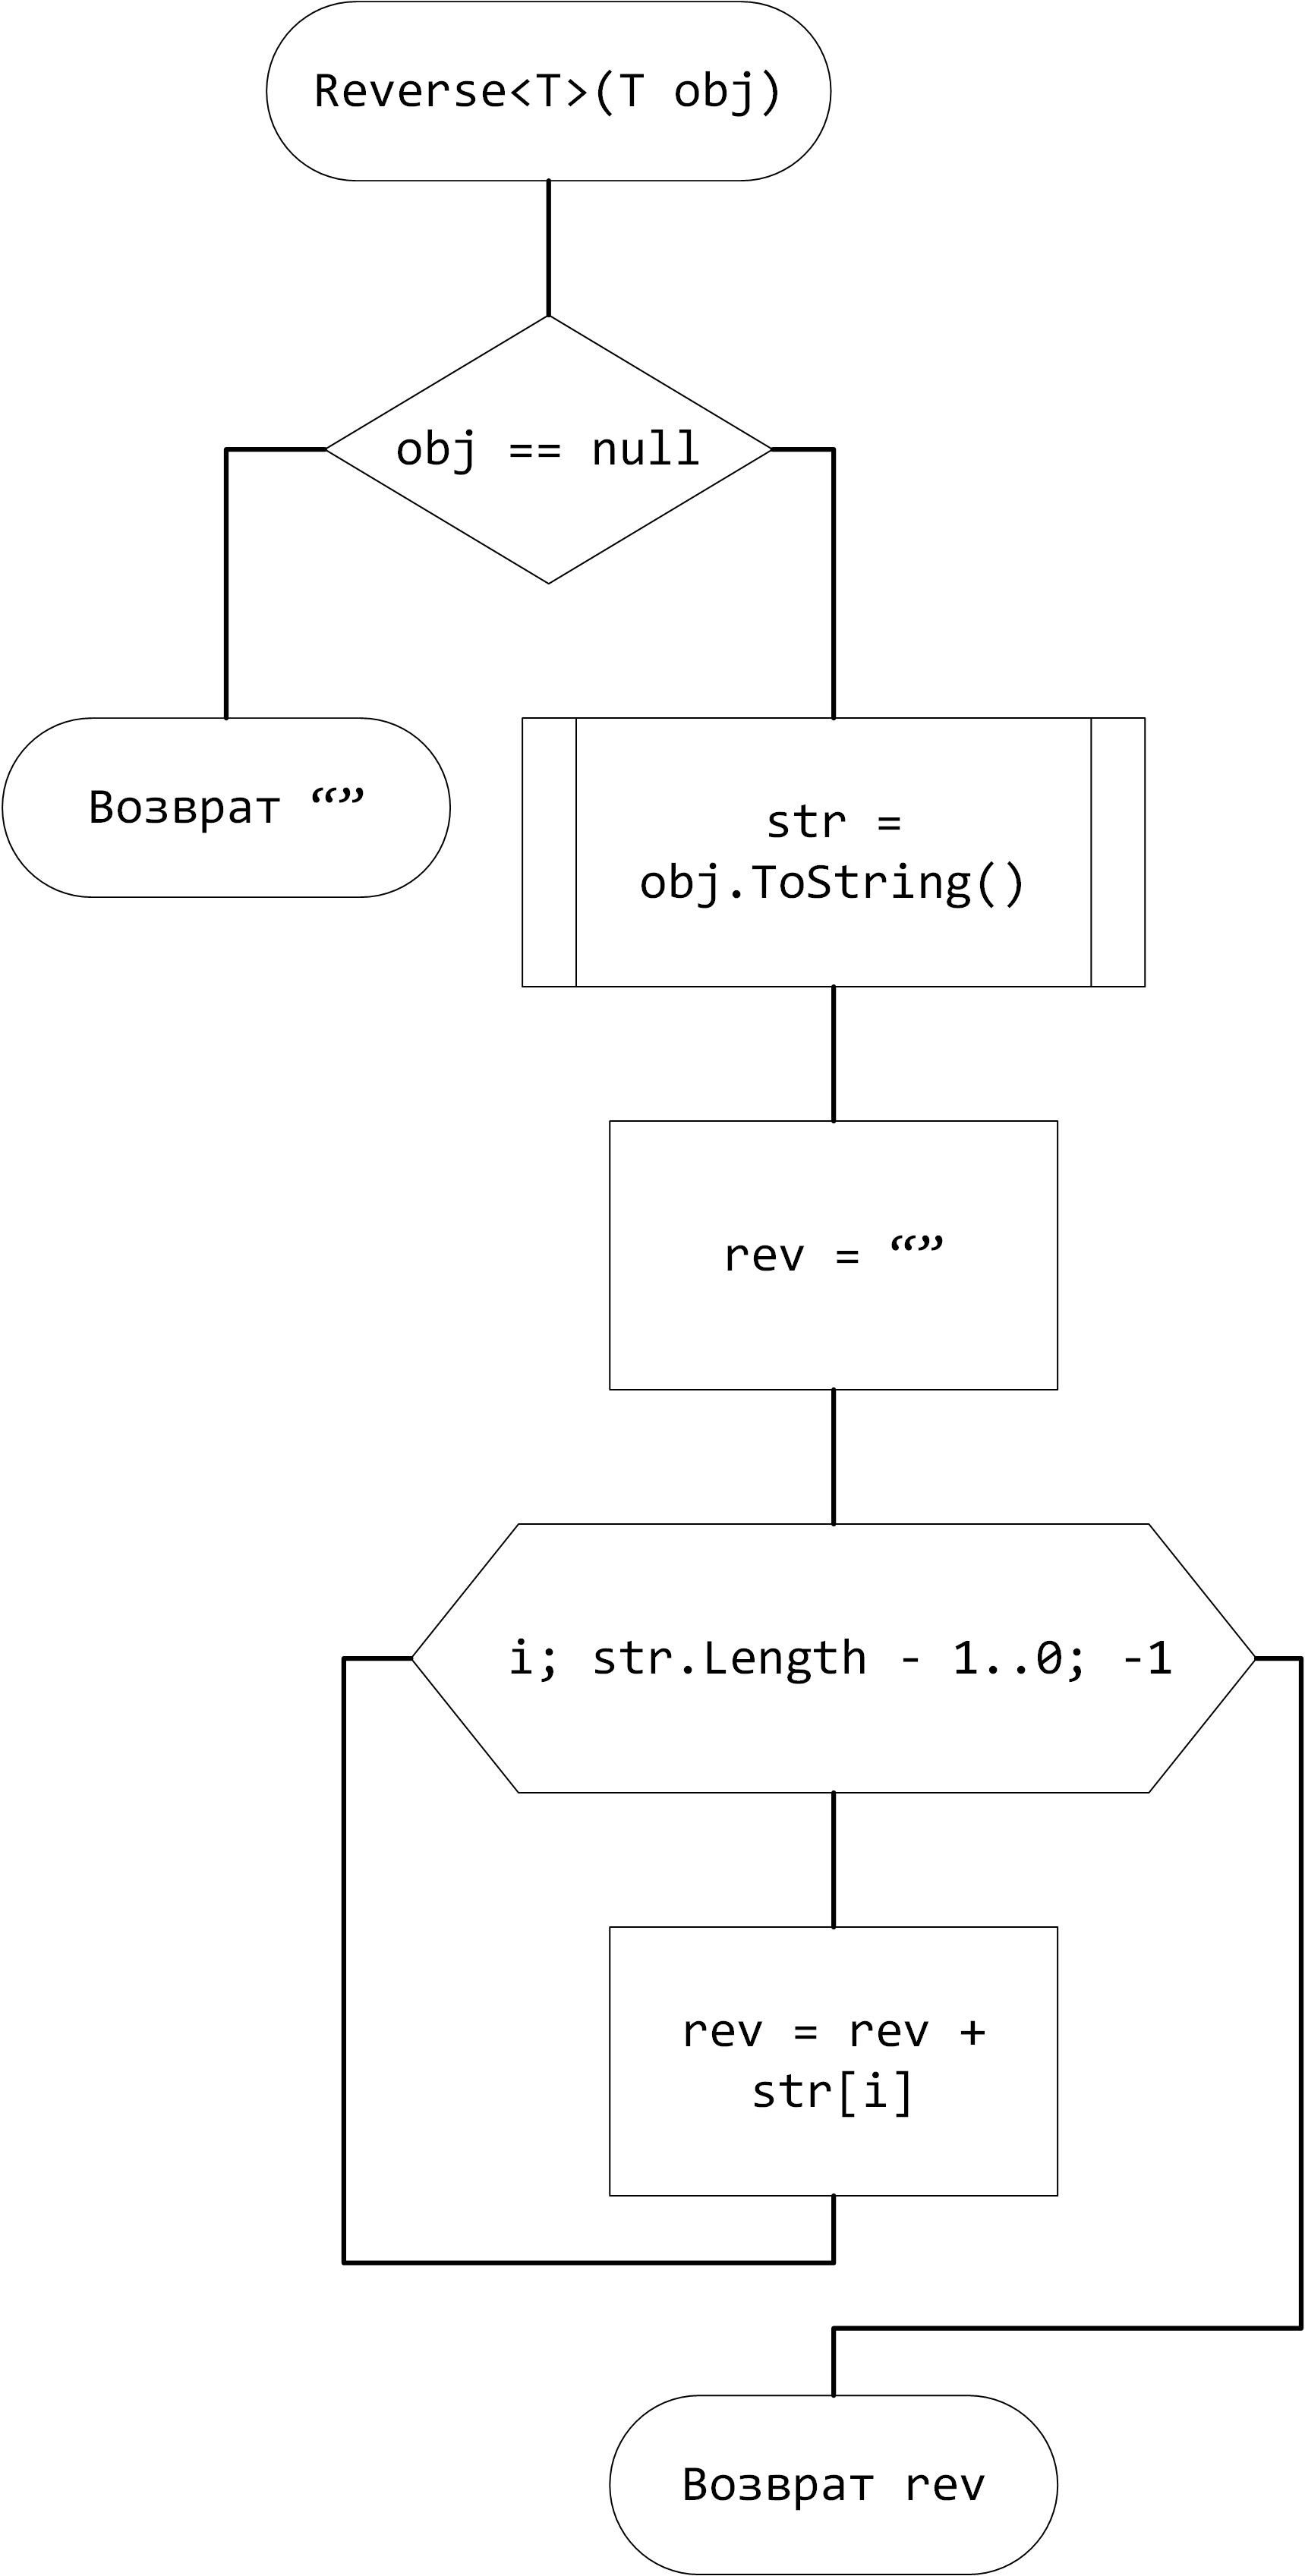 Reverse<T>(T obj)
obj == null
Возврат “”
str =
obj.ToString()
rev = “”
i; str.Length - 1..0; -1
rev = rev +
str[i]
Возврат rev